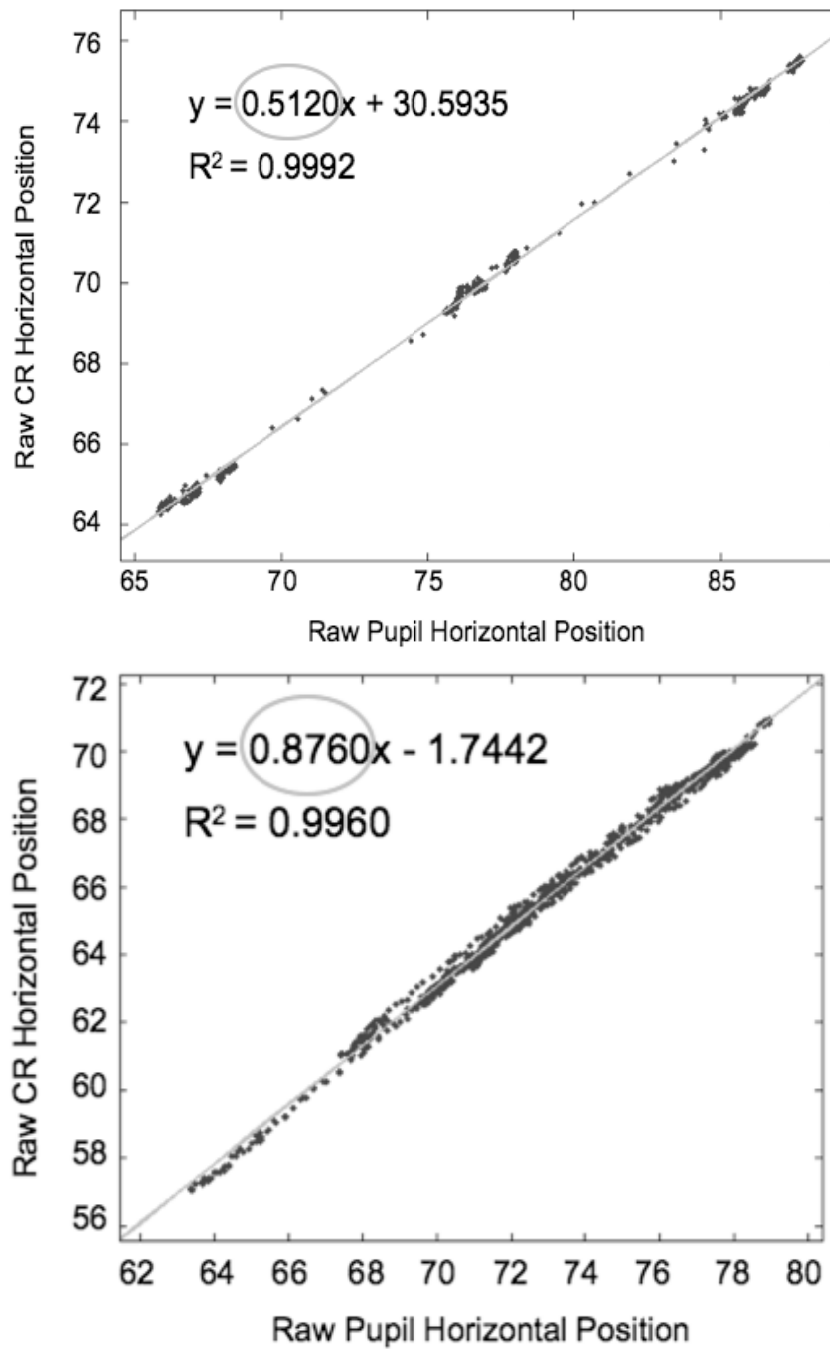 76
74
72
70
68
66
64
y = 0.5120x + 30.5935
R² = 0.9992
Raw CR Horizontal Position
65 70 75 80 85
Raw Pupil Horizontal Position
72
70
68
66
64
62
60
58
56
y = 0.8760x - 1.7442
R² = 0.9960
Raw CR Horizontal Position
62 64 66 68 70 72 74 76 78 80
Raw Pupil Horizontal Position